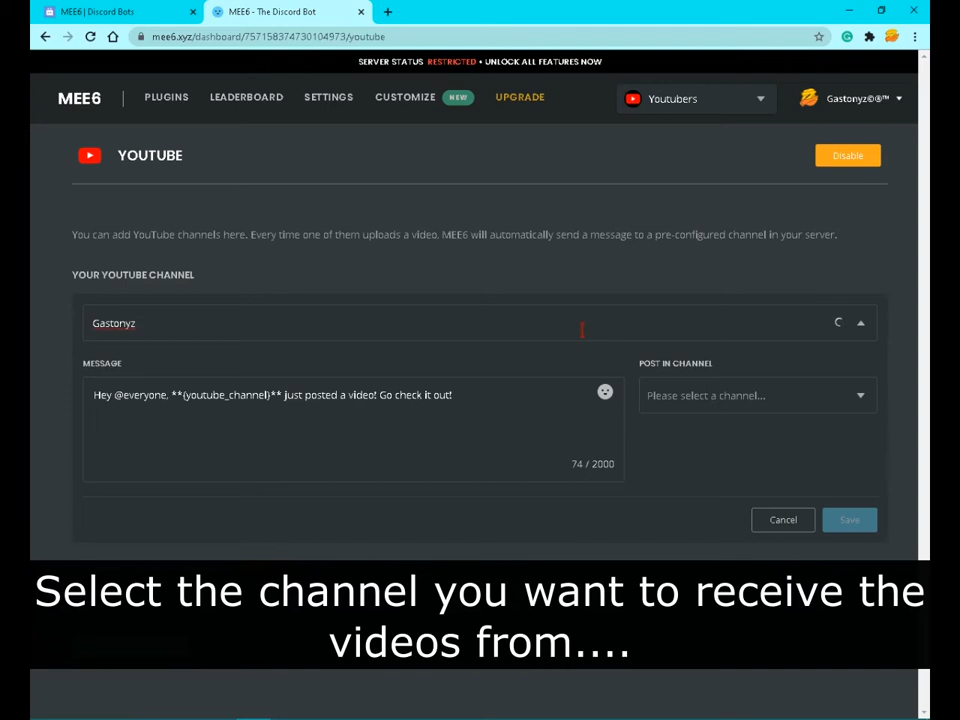 MEE6 | Discord Bots
MEE6 - The Discord Bot
mee6.xyz/dashboard/757158374730104973/youtube
SERVER STATUS RESTRICTED • UNLOCK ALL FEATURES NOW
MEE6
PLUGINS
LEADERBOARD
SETTINGS
CUSTOMIZE NEW
UPGRADE
Youtubers
Gastonyz©®™
YOUTUBE
Disable
You can add YouTube channels here. Every time one of them uploads a video, MEE6 will automatically send a message to a pre-configured channel in your server.
YOUR YOUTUBE CHANNEL
Gastonyz
MESSAGE
POST IN CHANNEL
Hey @everyone, **{youtube_channel}** just posted a video! Go check it out!
Please select a channel...
74 / 2000
Cancel
Save
Select the channel you want to receive the
videos from....